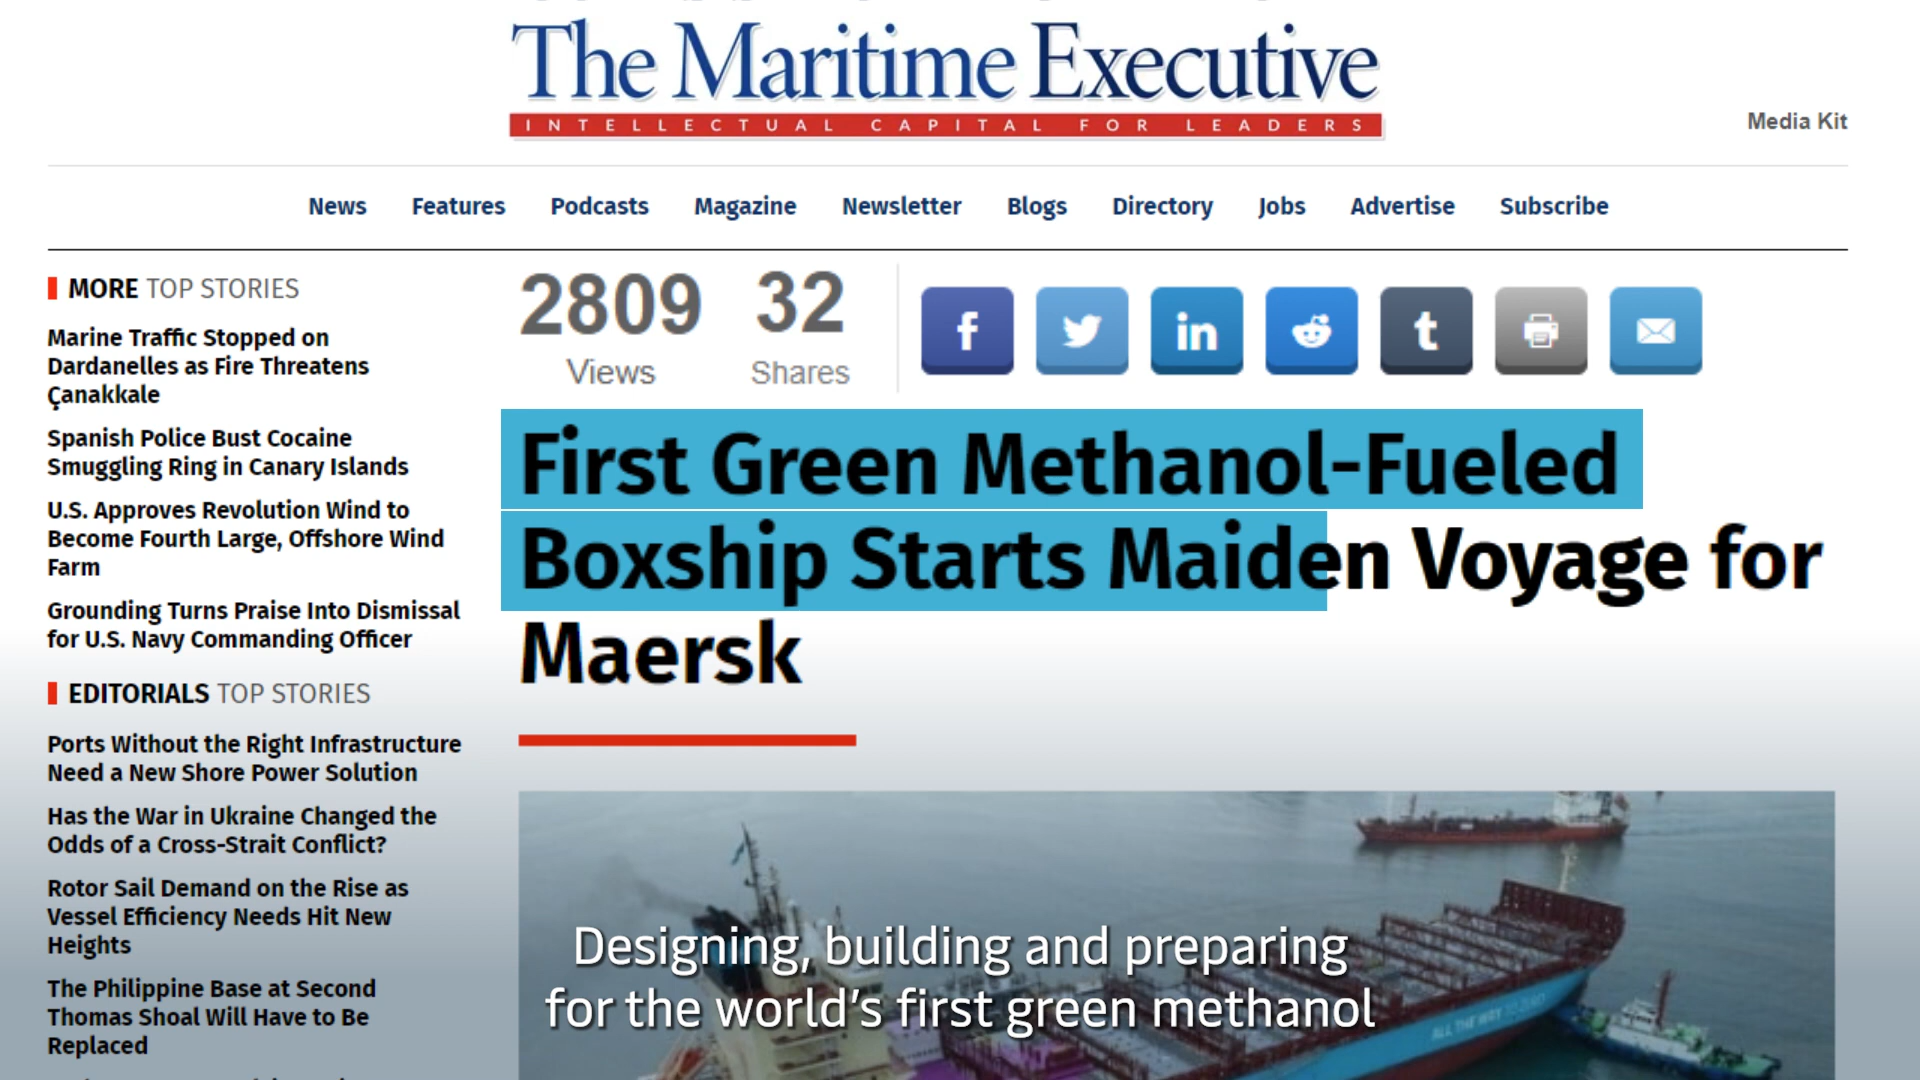 The Maritime Executive
INTELLECTUAL CAPITAL FOR LEADERS
Media Kit
News Features Podcasts Magazine Newsletter Blogs Directory Jobs Advertise Subscribe
MORE TOP STORIES
Marine Traffic Stopped on
Dardanelles as Fire Threatens
Çanakkale
Spanish Police Bust Cocaine
Smuggling Ring in Canary Islands
U.S. Approves Revolution Wind to
Become Fourth Large, Offshore Wind
Farm
Grounding Turns Praise Into Dismissal
for U.S. Navy Commanding Officer
EDITORIALS TOP STORIES
Ports Without the Right Infrastructure
Need a New Shore Power Solution
Has the War in Ukraine Changed the
Odds of a Cross-Strait Conflict?
Rotor Sail Demand on the Rise as
Vessel Efficiency Needs Hit New
Heights
The Philippine Base at Second
Thomas Shoal Will Have to Be
Replaced
2809 32
Views Shares
First Green Methanol-Fueled
Boxship Starts Maiden Voyage for
Maersk
Designing, building and preparing
for the world's first green methanol
ALL THE WAY TO ZERO